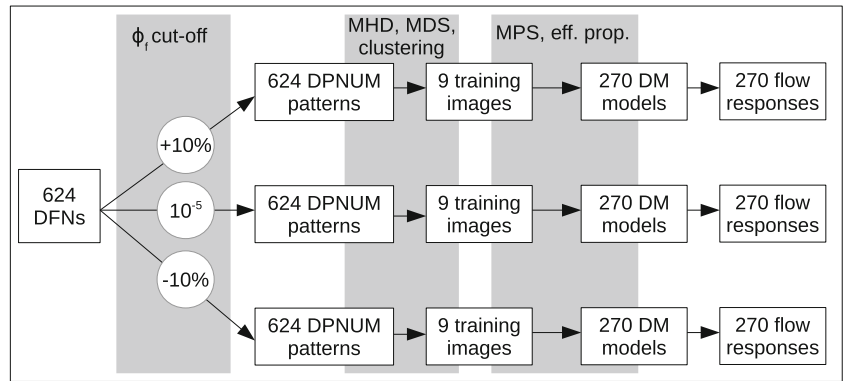 ϕf cut-off
MHD, MDS,
clustering
MPS, eff. prop.
624
DFNs
+10%
624 DPNUM
patterns
9 training
images
270 DM
models
270 flow
responses
10-5
624 DPNUM
patterns
9 training
images
270 DM
models
270 flow
responses
-10%
624 DPNUM
patterns
9 training
images
270 DM
models
270 flow
responses